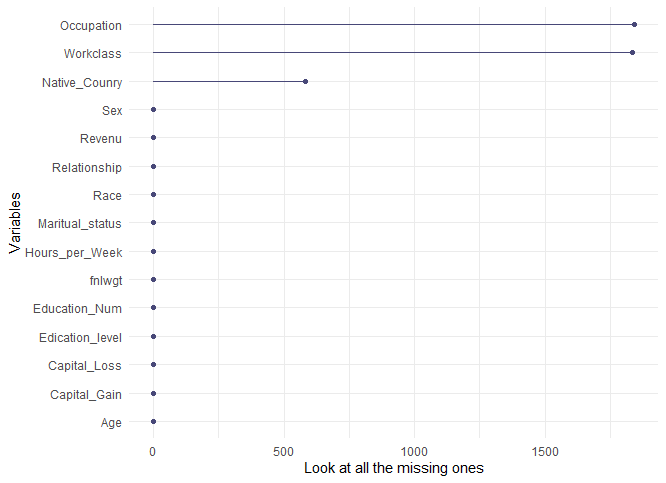 Occupation
Workclass
Native_Counry
Sex
Revenu
Relationship
Race
Maritual_status
Hours_per_Week
fnlwgt
Education_Num
Edication_level
Capital_Loss
Capital_Gain
Age
Variables
0 500 1000 1500
Look at all the missing ones